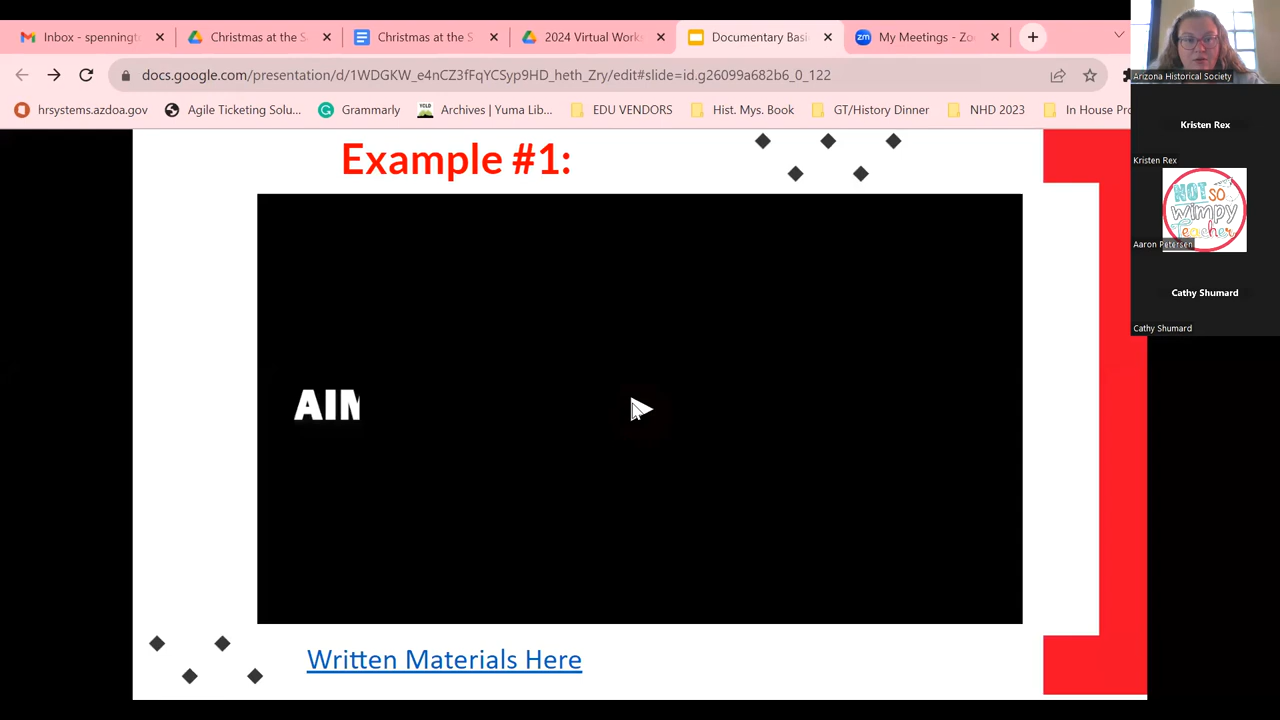 Inbox - spenningt
Christmas at the S
Christmas at the S
2024 Virtual Work
Documentary Basi
My Meetings - Zo
docs.google.com/presentation/d/1WDGKW_e4nCZ3fFqYCSyp9HD_heth_Zry/edit#slide=id.g26099a682b6_0_122
hrsystems.azdoa.gov
Agile Ticketing Solu...
Grammarly
Archives | Yuma Lib...
EDU VENDORS
Hist. Mys. Book
GT/History Dinner
NHD 2023
In House Pro
Arizona Historical Society
Kristen Rex
Kristen Rex
NOT SO
wimpy
Teacher
Aaron Petersen
Cathy Shumard
Cathy Shumard
Example #1:
AIM
Written Materials Here